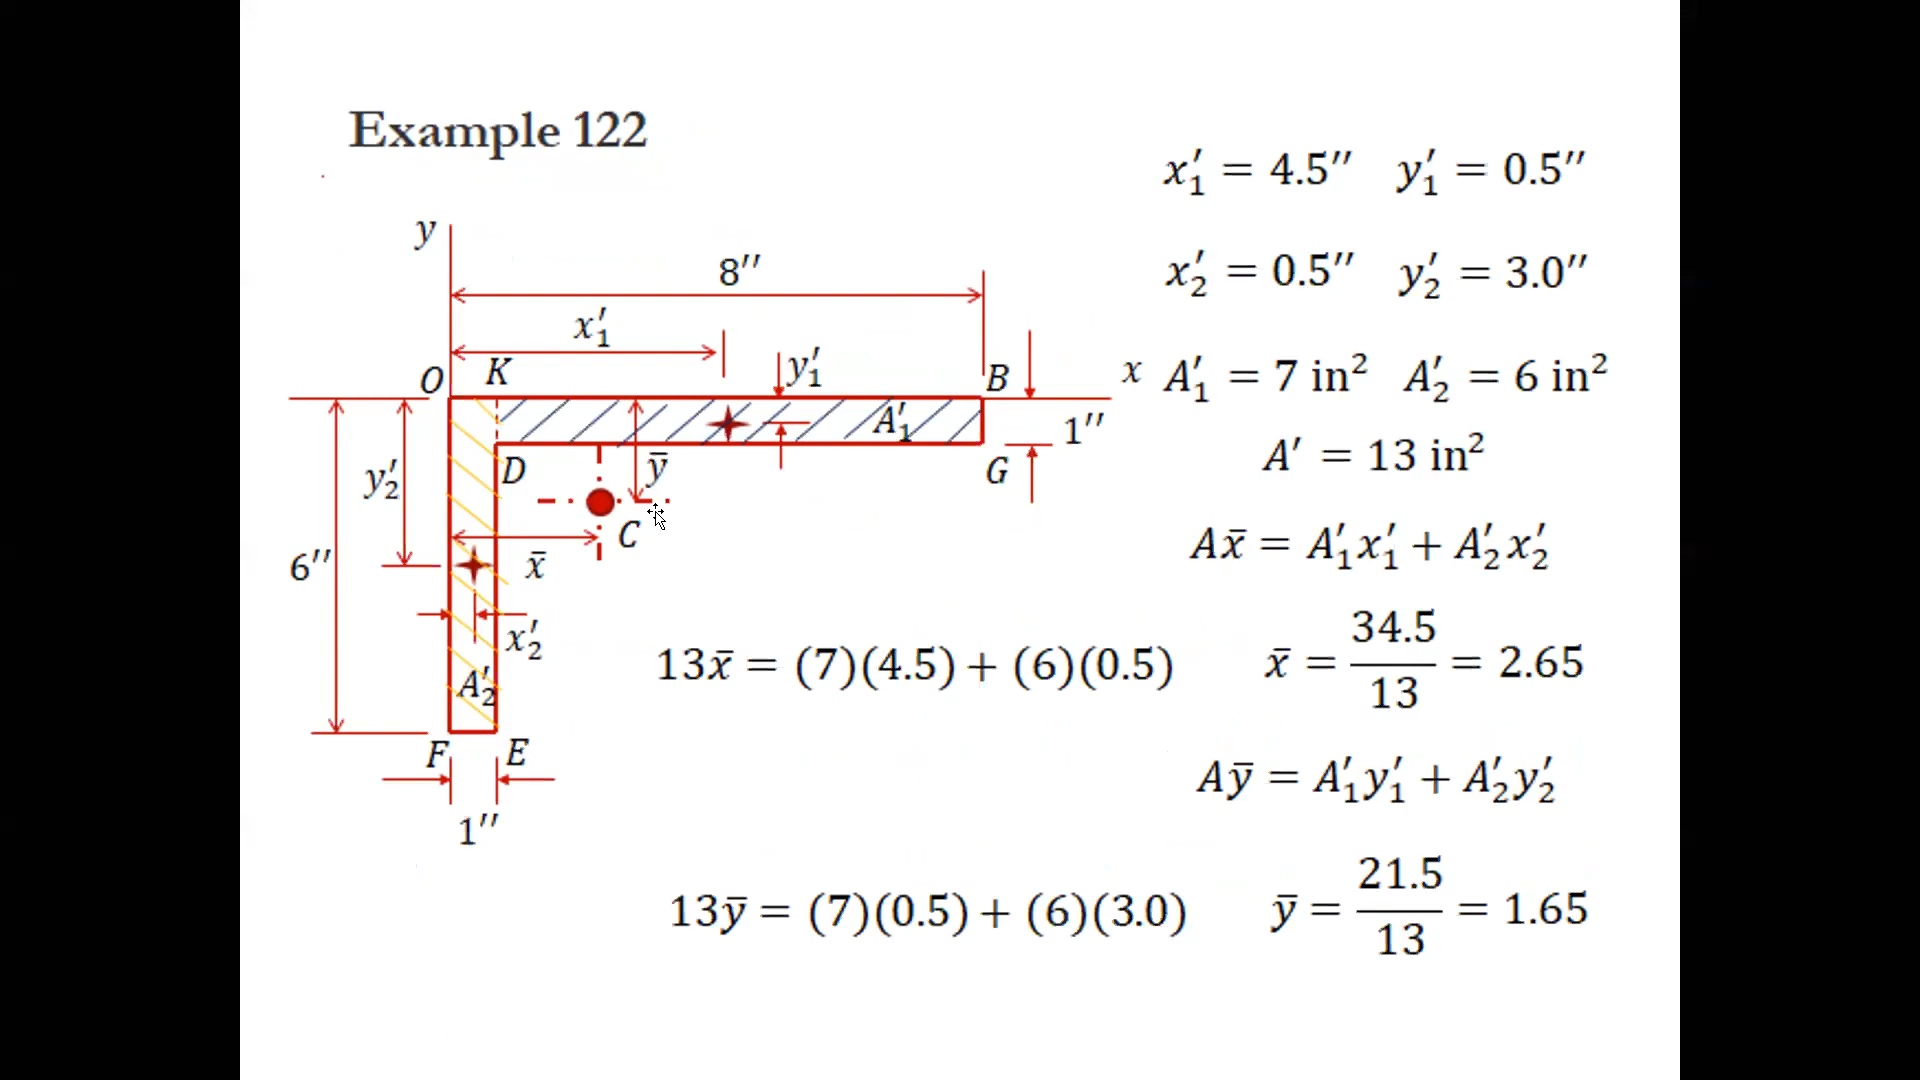 Example 122
x′₁ = 4.5″ y′₁ = 0.5″
y
8″
x′₂ = 0.5″ y′₂ = 3.0″
x′₁
O K y′₁ B x A′₁ = 7 in² A′₂ = 6 in²
A′₁ 1″
A′ = 13 in²
y′₂ D ȳ G
C
Ax̄ = A′₁x′₁ + A′₂x′₂
6″ x̄
x′₂
13x̄ = (7)(4.5) + (6)(0.5) x̄ = 34.5/13 = 2.65
A′₂
F E
Aȳ = A′₁y′₁ + A′₂y′₂
1″
13ȳ = (7)(0.5) + (6)(3.0) ȳ = 21.5/13 = 1.65